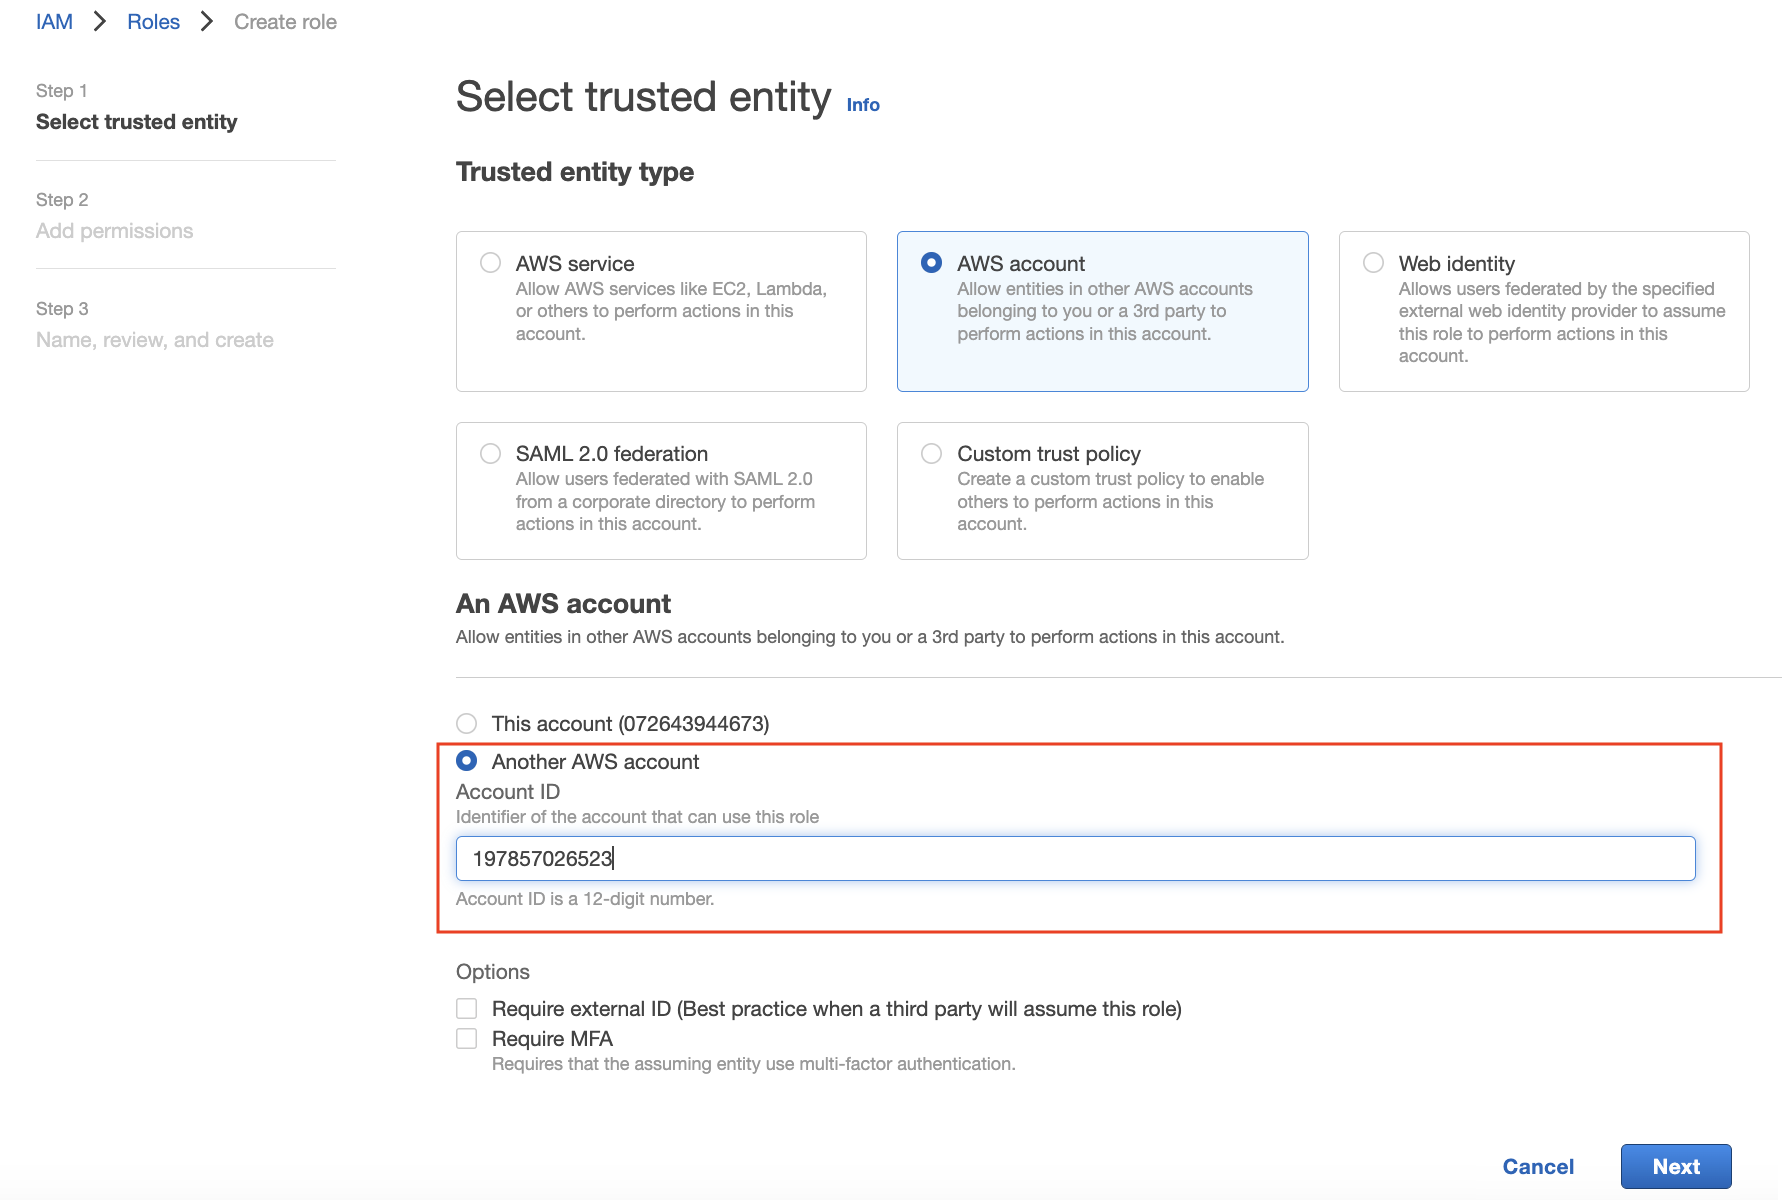 IAM > Roles > Create role
Step 1
Select trusted entity
Step 2
Add permissions
Step 3
Name, review, and create
Select trusted entity Info
Trusted entity type
AWS service
Allow AWS services like EC2, Lambda,
or others to perform actions in this
account.
AWS account
Allow entities in other AWS accounts
belonging to you or a 3rd party to
perform actions in this account.
Web identity
Allows users federated by the specified
external web identity provider to assume
this role to perform actions in this
account.
SAML 2.0 federation
Allow users federated with SAML 2.0
from a corporate directory to perform
actions in this account.
Custom trust policy
Create a custom trust policy to enable
others to perform actions in this
account.
An AWS account
Allow entities in other AWS accounts belonging to you or a 3rd party to perform actions in this account.
This account (072643944673)
Another AWS account
Account ID
Identifier of the account that can use this role
197857026523
Account ID is a 12-digit number.
Options
Require external ID (Best practice when a third party will assume this role)
Require MFA
Requires that the assuming entity use multi-factor authentication.
Cancel
Next